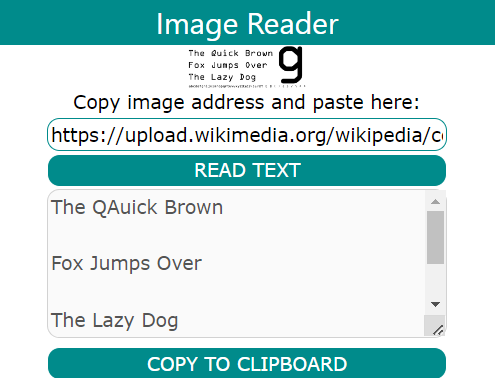 Image Reader
The Quick Brown
Fox Jumps Over
The Lazy Dog
g
Copy image address and paste here:
https://upload.wikimedia.org/wikipedia/c
READ TEXT
The QAuick Brown
Fox Jumps Over
The Lazy Dog
COPY TO CLIPBOARD